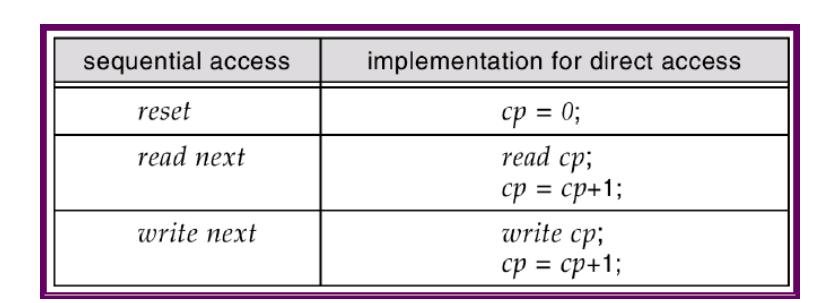 sequential access implementation for direct access
reset cp = 0;
read next read cp;
cp = cp+1;
write next write cp;
cp = cp+1;